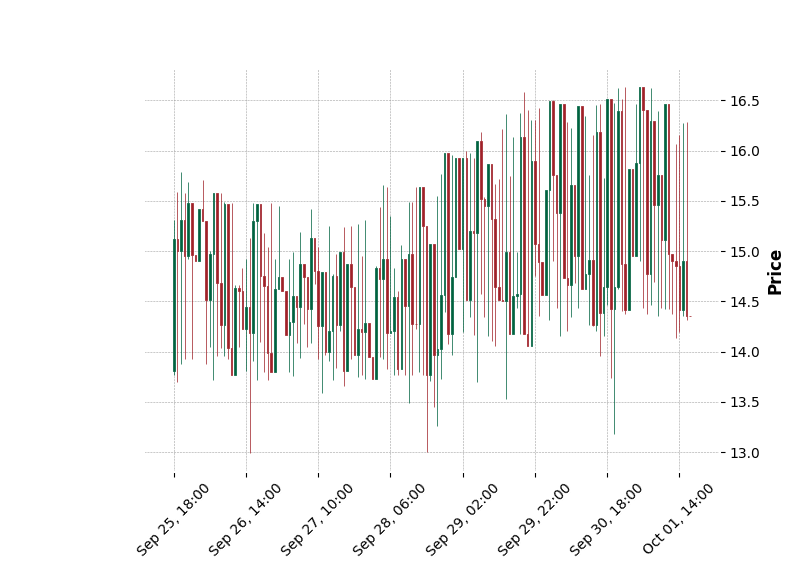 16.5
16.0
15.5
15.0
14.5
14.0
13.5
13.0
Price
Sep 25, 18:00
Sep 26, 14:00
Sep 27, 10:00
Sep 28, 06:00
Sep 29, 02:00
Sep 29, 22:00
Sep 30, 18:00
Oct 01, 14:00